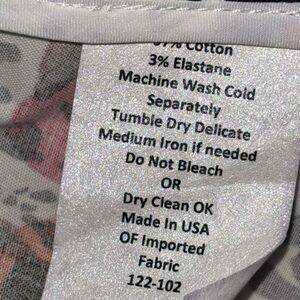 97% Cotton
3% Elastane
Machine Wash Cold
Separately
Tumble Dry Delicate
Medium Iron if needed
Do Not Bleach
OR
Dry Clean OK
Made In USA
OF Imported
Fabric
122-102